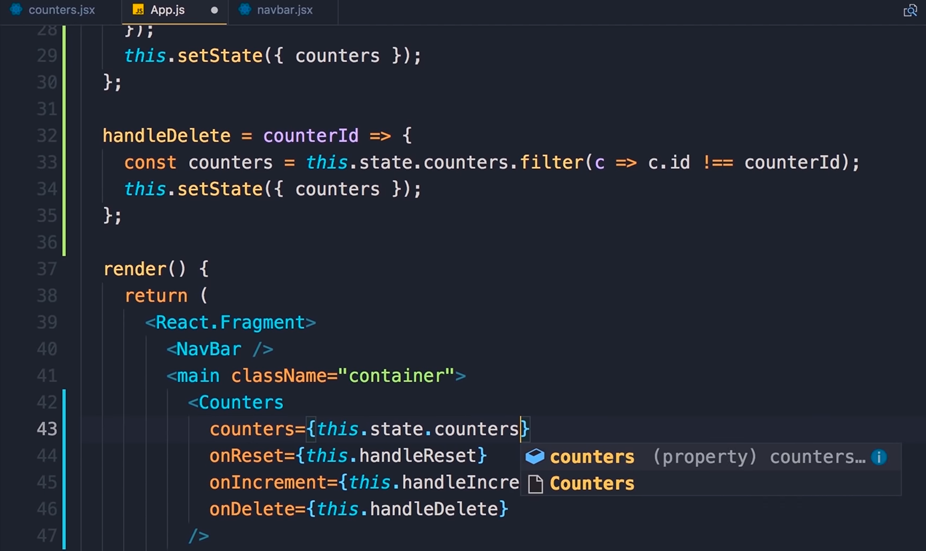 counters.jsx JS App.js navbar.jsx
28 });
29 this.setState({ counters });
30 };
31
32 handleDelete = counterId => {
33 const counters = this.state.counters.filter(c => c.id !== counterId);
34 this.setState({ counters });
35 };
36
37 render() {
38 return (
39 <React.Fragment>
40 <NavBar />
41 <main className="container">
42 <Counters
43 counters={this.state.counters}
44 onReset={this.handleReset} counters (property) counters…
45 onIncrement={this.handleIncre Counters
46 onDelete={this.handleDelete}
47 />